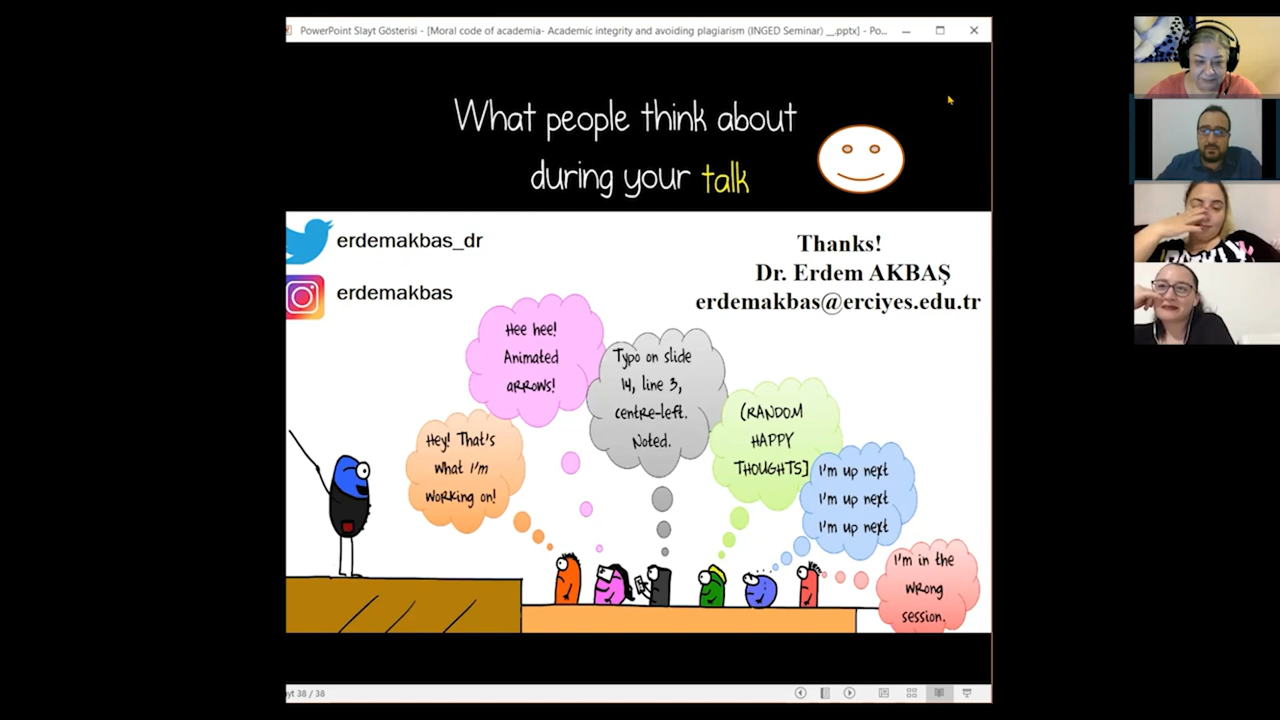 PowerPoint Slayt Gösterisi - [Moral code of academia- Academic integrity and avoiding plagiarism (INGED Seminar) __.pptx] - Po...
What people think about
during your talk
erdemakbas_dr
erdemakbas
Thanks!
Dr. Erdem AKBAŞ
erdemakbas@erciyes.edu.tr
Hey! That's
what I'm
working on!
Hee hee!
Animated
arrows!
Typo on slide
14, line 3,
centre-left.
Noted.
(RANDOM
HAPPY
THOUGHTS]
I'm up next
I'm up next
I'm up next
I'm in the
wrong
session.
yt 38 / 38